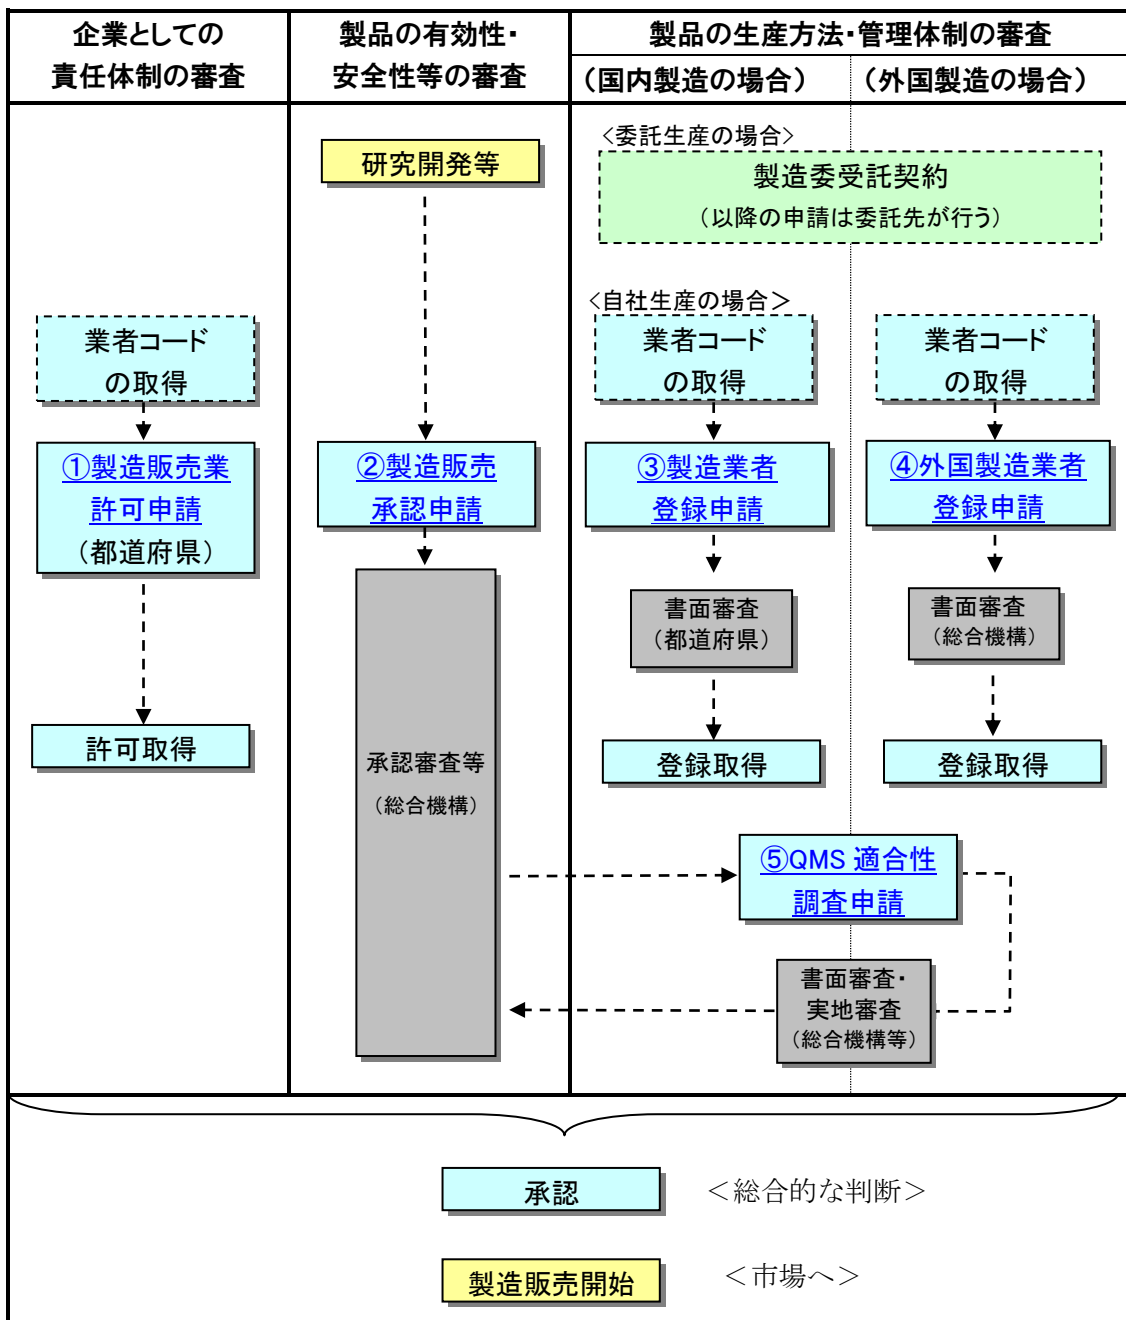 企業としての
責任体制の審査
製品の有効性・
安全性等の審査
製品の生産方法・管理体制の審査
（国内製造の場合）
（外国製造の場合）
研究開発等
＜委託生産の場合＞
製造委受託契約
（以降の申請は委託先が行う）
＜自社生産の場合＞
業者コード
の取得
業者コード
の取得
業者コード
の取得
①製造販売業
許可申請
（都道府県）
②製造販売
承認申請
③製造業者
登録申請
④外国製造業者
登録申請
書面審査
（都道府県）
書面審査
（総合機構）
許可取得
承認審査等
（総合機構）
登録取得
登録取得
⑤QMS 適合性
調査申請
書面審査・
実地審査
（総合機構等）
承認
＜総合的な判断＞
製造販売開始
＜市場へ＞